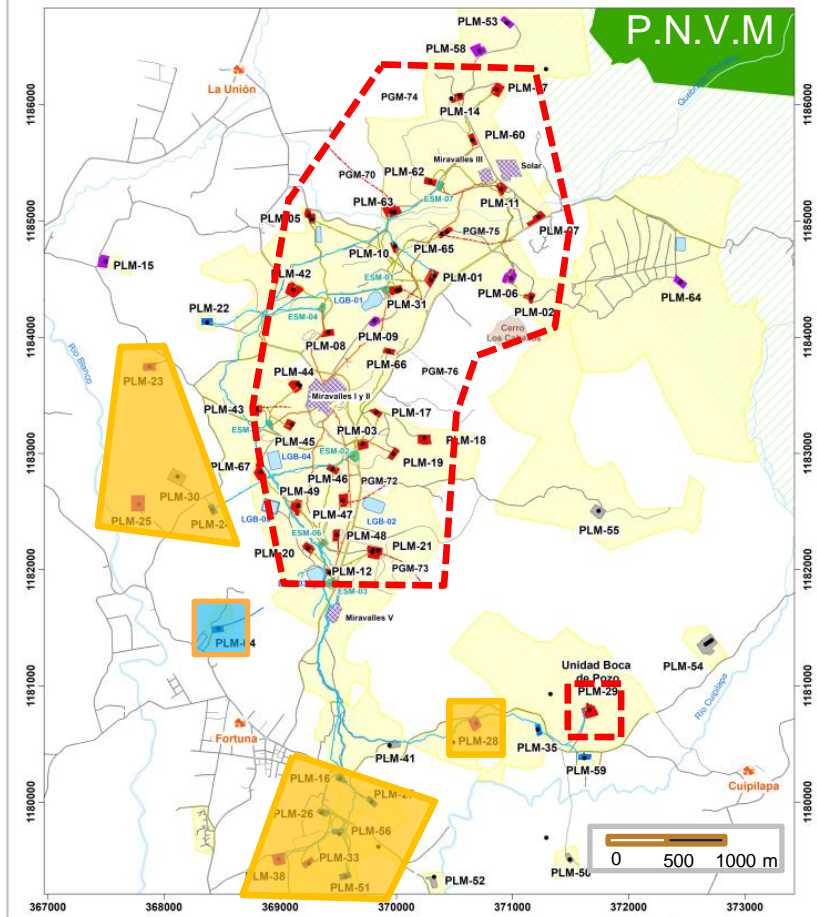 P.N.V.M
PLM-53
PLM-58
La Unión
1186000
1186000
PGM-74
PLM-14
PLM-60
Miravalles III
Solar
PGM-70
PLM-62
PLM-63
ESM-07
PLM-11
1185000
1185000
PLM-05
PGM-75
PLM-07
PLM-10
PLM-65
PLM-15
PLM-42
ESM-01
PLM-01
PLM-31
PLM-06
PLM-64
PLM-22
LGB-01
ESM-04
PLM-02
PLM-09
Cerro
PLM-08
1184000
1184000
Río Blanco
PLM-66
PGM-76
PLM-23
PLM-44
Miravalles I y II
PLM-43
PLM-17
PLM-03
PLM-18
PLM-45
ESM-02
1183000
1183000
LGB-04
PLM-19
PLM-67
PLM-46
PLM-30
PGM-72
PLM-49
PLM-47
PLM-25
LGB-02
PLM-55
ESM-06
PLM-48
PLM-20
PLM-21
1182000
1182000
PLM-12
PGM-73
ESM-03
Miravalles V
PLM-54
1181000
1181000
Unidad Boca
de Pozo
PLM-29
Río Cuipilapa
Fortuna
PLM-28
PLM-35
PLM-41
PLM-59
Cuipilapa
PLM-16
1180000
1180000
PLM-26
PLM-56
PLM-33
PLM-38
PLM-51
PLM-52
0 500 1000 m
367000 368000 369000 370000 371000 372000 373000